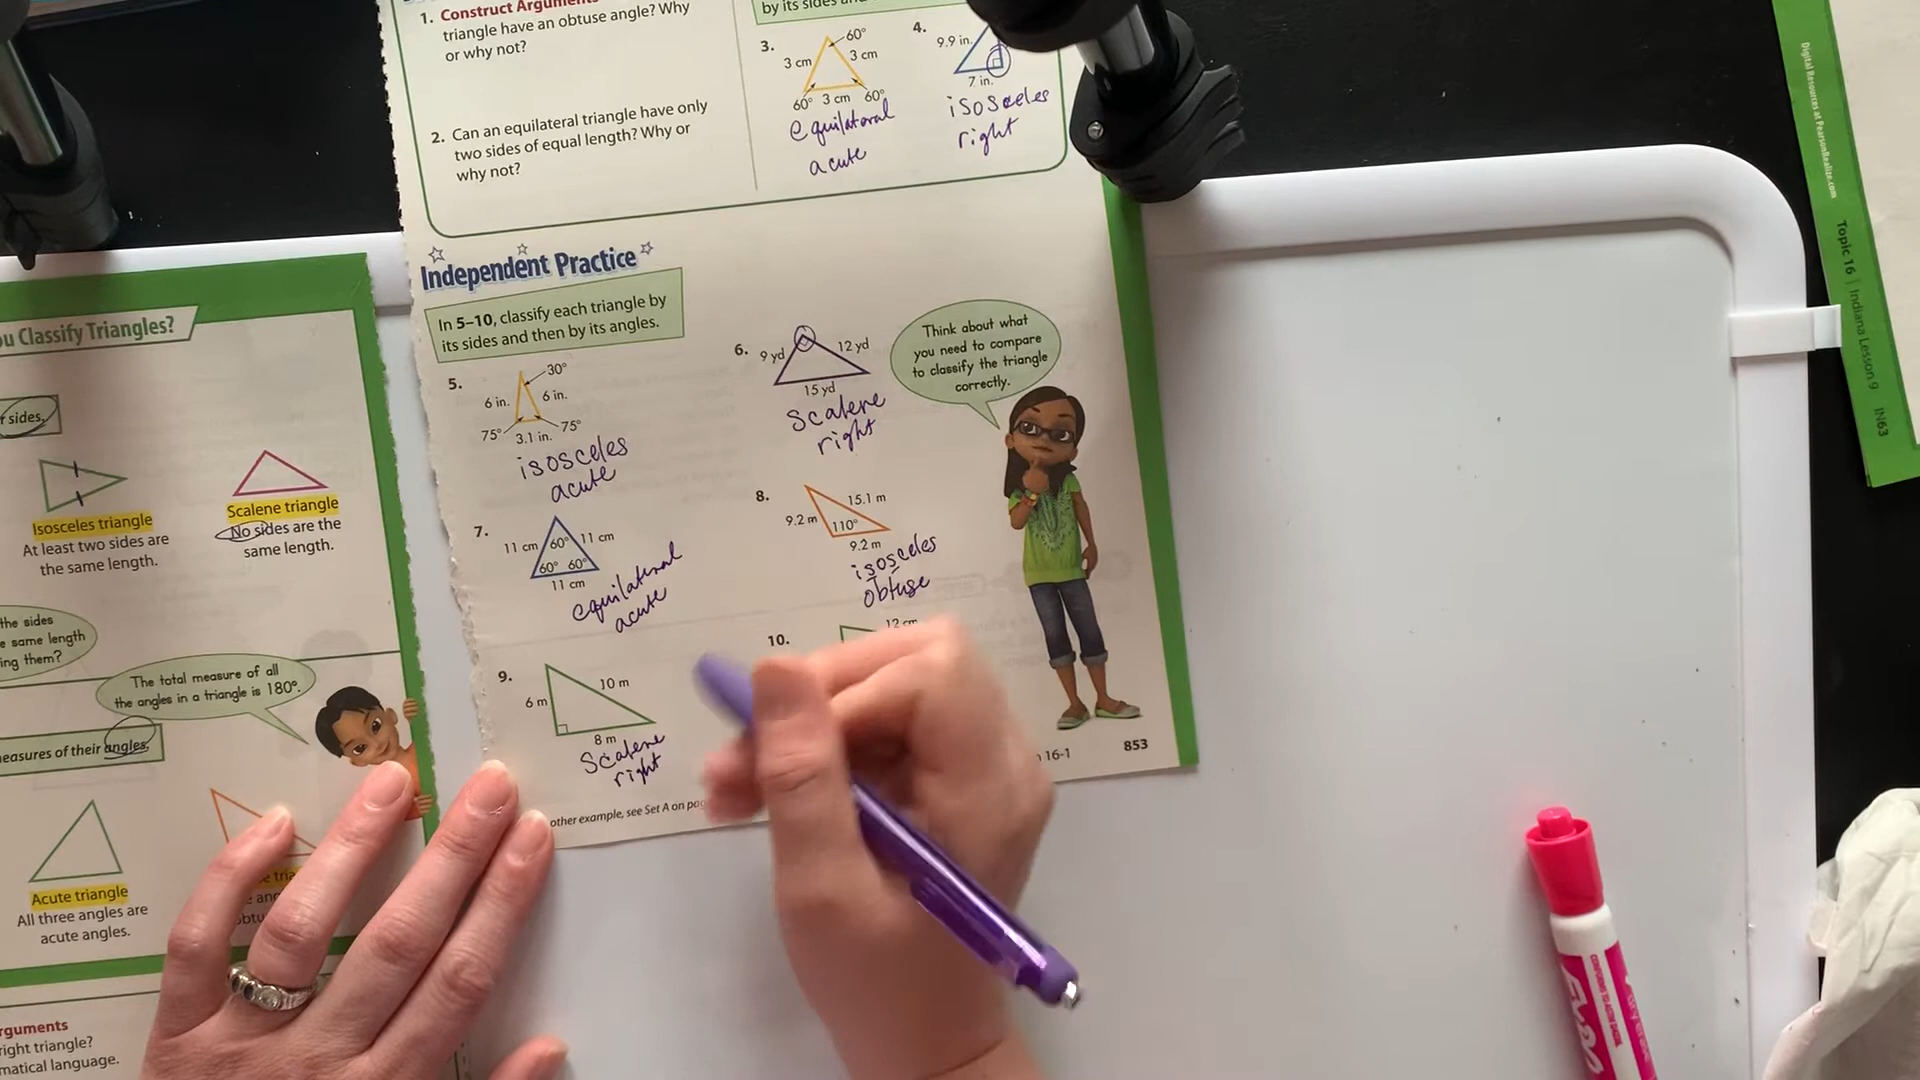 1. Construct Arguments
triangle have an obtuse angle? Why
or why not?
2. Can an equilateral triangle have only
two sides of equal length? Why or
why not?
by its sides and
3.
60°
3 cm
3 cm
60°
3 cm
60°
equilateral
acute
4.
9.9 in.
7 in.
isosceles
right
Independent Practice
In 5–10, classify each triangle by
its sides and then by its angles.
5.
30°
6 in.
6 in.
75°
3.1 in.
75°
isosceles
acute
6.
9 yd
12 yd
15 yd
Scalene
right
Think about what
you need to compare
to classify the triangle
correctly.
7.
11 cm
60°
11 cm
60°
60°
11 cm
equilateral
acute
8.
15.1 m
9.2 m
110°
9.2 m
isosceles
obtuse
9.
10 m
6 m
8 m
Scalene
right
10.
12 cm
other example, see Set A on
16-1
853
ou Classify Triangles?
sides.
Isosceles triangle
At least two sides are
the same length.
Scalene triangle
No sides are the
same length.
the sides
same length
ing them?
The total measure of all
the angles in a triangle is 180°.
easures of their angles.
Acute triangle
All three angles are
acute angles.
rguments
right triangle?
matical language.
Digital Resources at PearsonRealize.com
Topic 16 | Indiana Lesson 9 IN63
EXPO